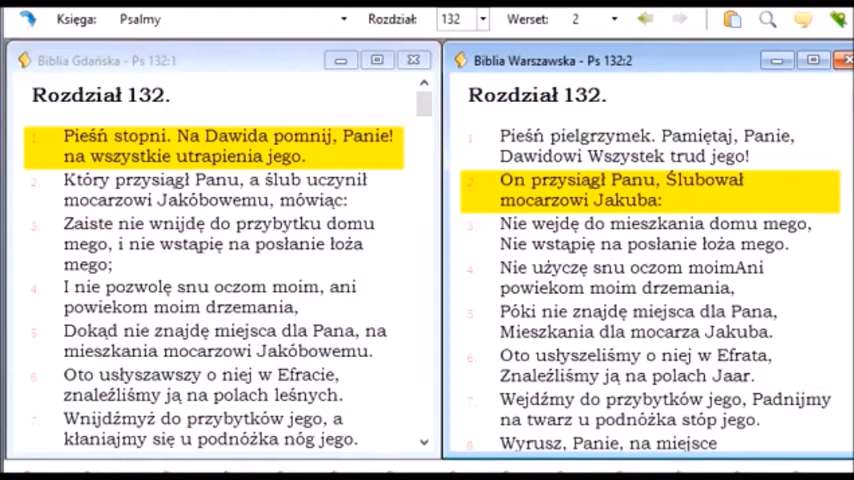 Księga: Psalmy Rozdział: 132 Werset: 2
Biblia Gdańska - Ps 132:1
Rozdział 132.
1. Pieśń stopni. Na Dawida pomnij, Panie!
na wszystkie utrapienia jego.
2. Który przysiągł Panu, a ślub uczynił
mocarzowi Jakóbowemu, mówiąc:
3. Zaiste nie wnijdę do przybytku domu
mego, i nie wstąpię na posłanie łoża
mego;
4. I nie pozwolę snu oczom moim, ani
powiekom moim drzemania,
5. Dokąd nie znajdę miejsca dla Pana, na
mieszkania mocarzowi Jakóbowemu.
6. Oto usłyszawszy o niej w Efracie,
znaleźliśmy ją na polach leśnych.
7. Wnijdźmyż do przybytków jego, a
kłaniajmy się u podnóżka nóg jego.
Biblia Warszawska - Ps 132:2
Rozdział 132.
1 Pieśń pielgrzymek. Pamiętaj, Panie,
Dawidowi Wszystek trud jego!
2. On przysiągł Panu, Ślubował
mocarzowi Jakuba:
3. Nie wejdę do mieszkania domu mego,
Nie wstąpię na posłanie łoża mego.
4. Nie użyczę snu oczom moimAni
powiekom moim drzemania,
5. Póki nie znajdę miejsca dla Pana,
Mieszkania dla mocarza Jakuba.
6. Oto usłyszeliśmy o niej w Efrata,
Znaleźliśmy ją na polach Jaar.
7. Wejdźmy do przybytków jego, Padnijmy
na twarz u podnóżka stóp jego.
8. Wyrusz, Panie, na miejsce